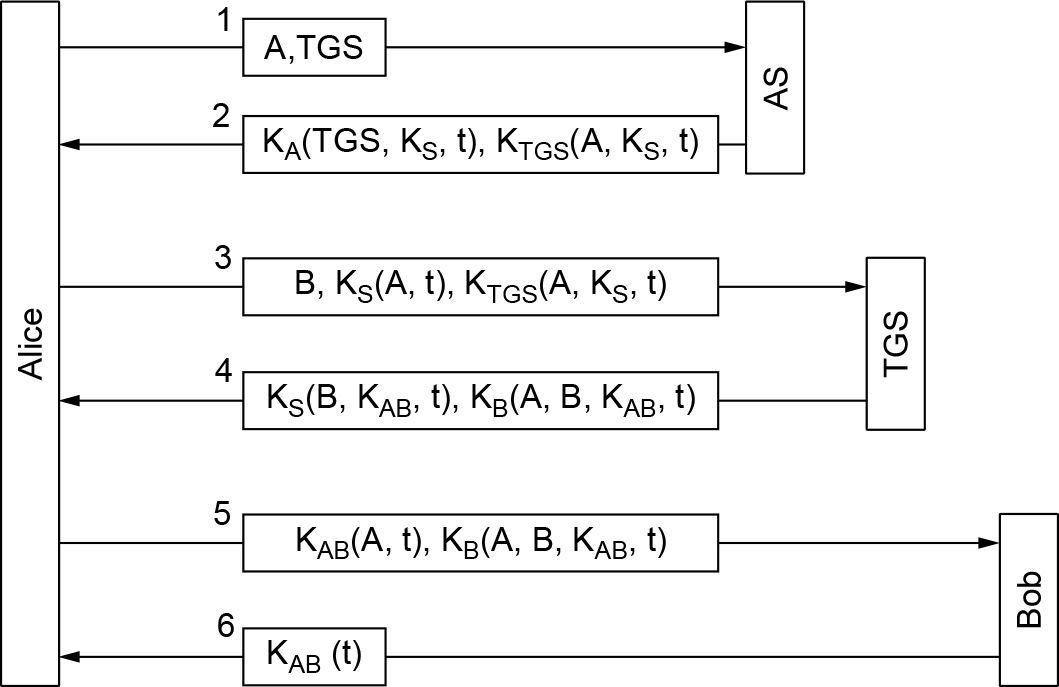 1
A,TGS
AS
2
K_A(TGS, K_S, t), K_TGS(A, K_S, t)
Alice
3
B, K_S(A, t), K_TGS(A, K_S, t)
TGS
4
K_S(B, K_AB, t), K_B(A, B, K_AB, t)
5
K_AB(A, t), K_B(A, B, K_AB, t)
Bob
6
K_AB (t)